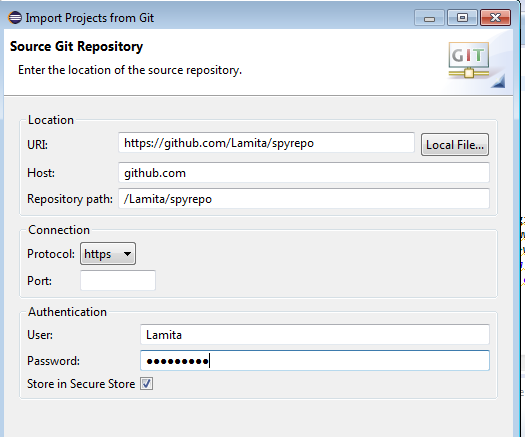 Import Projects from Git
Source Git Repository
Enter the location of the source repository.
GIT
Location
URI: https://github.com/Lamita/spyrepo Local File...
Host: github.com
Repository path: /Lamita/spyrepo
Connection
Protocol: https
Port:
Authentication
User: Lamita
Password: ●●●●●●●●●
Store in Secure Store